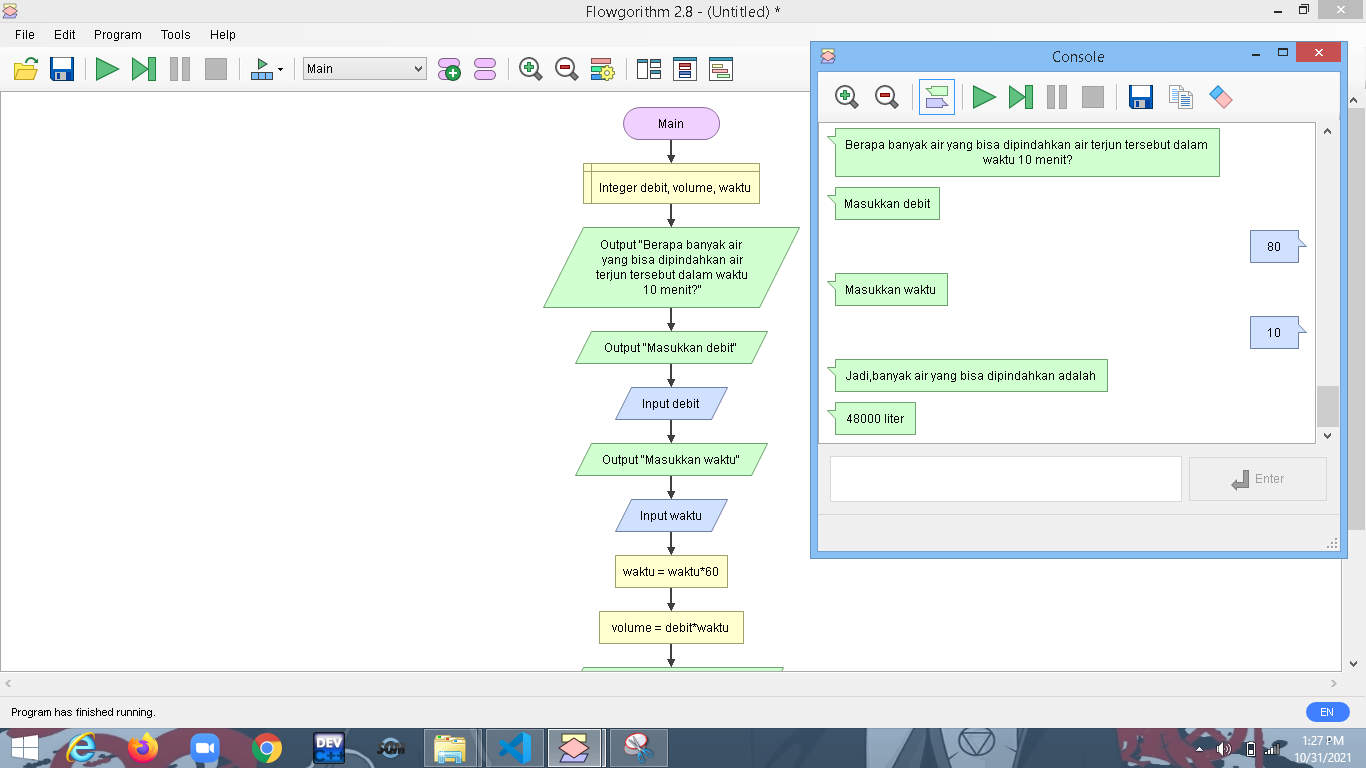 Flowgorithm 2.8 - (Untitled) *
File Edit Program Tools Help
Main
Main
Integer debit, volume, waktu
Output "Berapa banyak air
yang bisa dipindahkan air
terjun tersebut dalam waktu
10 menit?"
Output "Masukkan debit"
Input debit
Output "Masukkan waktu"
Input waktu
waktu = waktu*60
volume = debit*waktu
Console
Berapa banyak air yang bisa dipindahkan air terjun tersebut dalam
waktu 10 menit?
Masukkan debit
80
Masukkan waktu
10
Jadi,banyak air yang bisa dipindahkan adalah
48000 liter
Enter
Program has finished running.
EN
DEV
C++
1:27 PM
10/31/2021